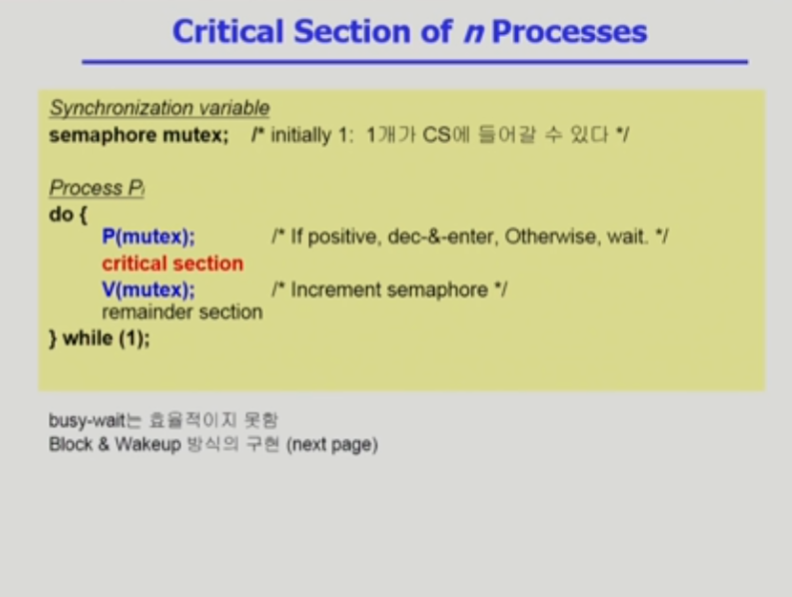 Critical Section of n Processes
Synchronization variable
semaphore mutex; /* initially 1: 1개가 CS에 들어갈 수 있다 */
Process Pi
do {
P(mutex); /* If positive, dec-&-enter, Otherwise, wait. */
critical section
V(mutex); /* Increment semaphore */
remainder section
} while (1);
busy-wait는 효율적이지 못함
Block & Wakeup 방식의 구현 (next page)